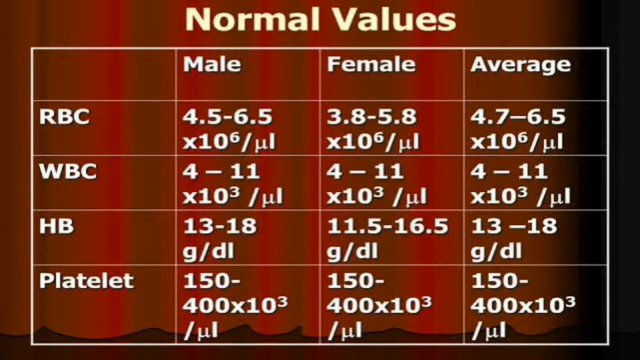 Normal Values
Male Female Average
RBC 4.5-6.5 3.8-5.8 4.7–6.5
x10⁶/µl x10⁶/µl x10⁶/µl
WBC 4 – 11 4 – 11 4 – 11
x10³ /µl x10³ /µl x10³ /µl
HB 13-18 11.5-16.5 13 –18
g/dl g/dl g/dl
Platelet 150- 150- 150-
400x10³ 400x10³ 400x10³
/µl /µl /µl